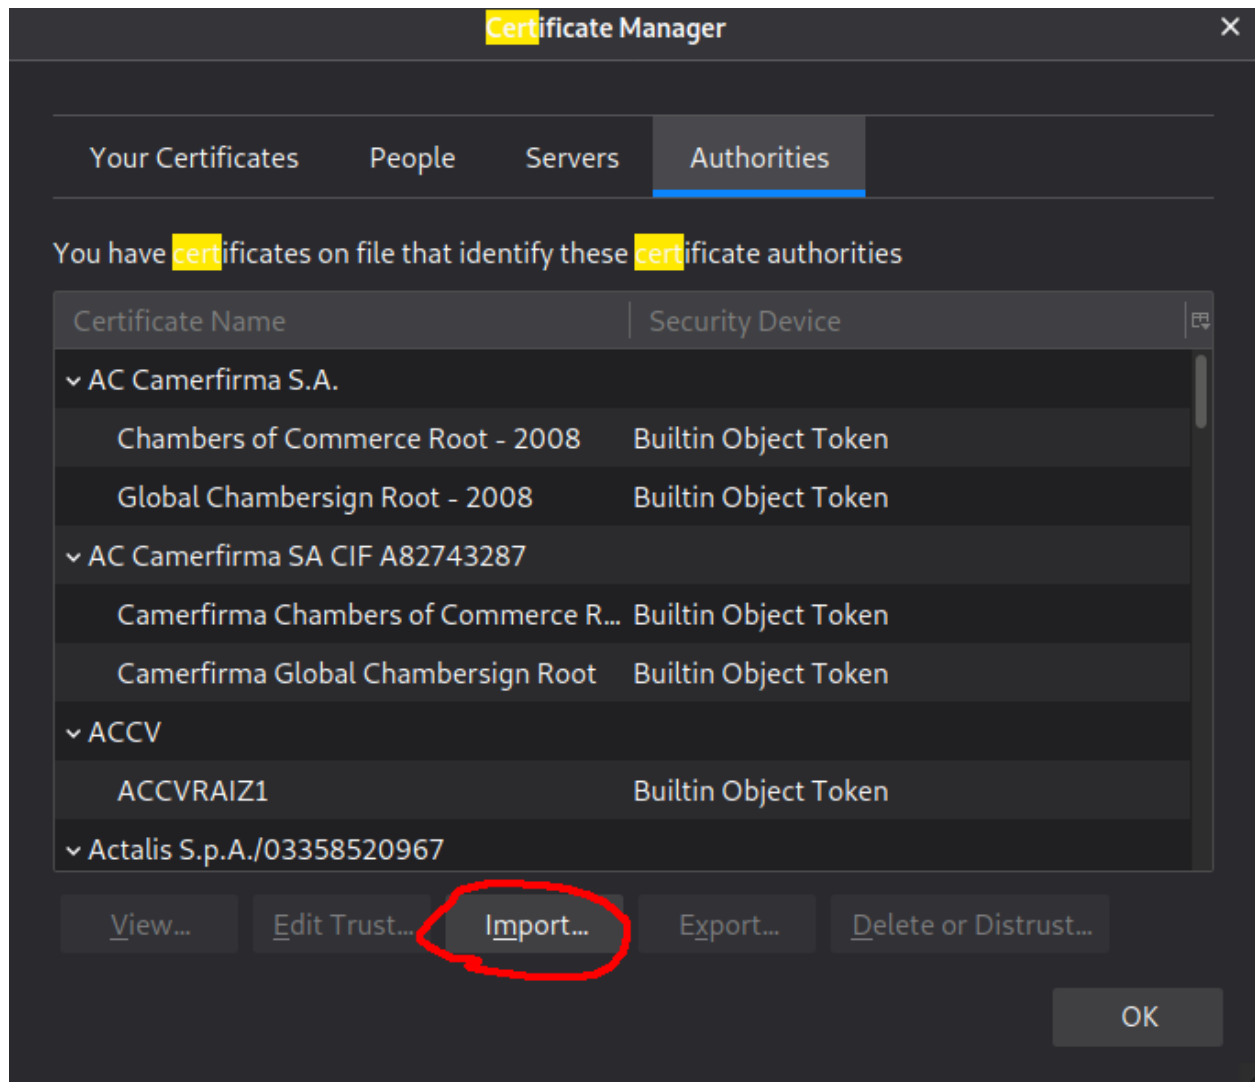 Certificate Manager
Your Certificates People Servers Authorities
You have certificates on file that identify these certificate authorities
Certificate Name Security Device
AC Camerfirma S.A.
Chambers of Commerce Root - 2008 Builtin Object Token
Global Chambersign Root - 2008 Builtin Object Token
AC Camerfirma SA CIF A82743287
Camerfirma Chambers of Commerce R... Builtin Object Token
Camerfirma Global Chambersign Root Builtin Object Token
ACCV
ACCVRAIZ1 Builtin Object Token
Actalis S.p.A./03358520967
View... Edit Trust... Import... Export... Delete or Distrust...
OK